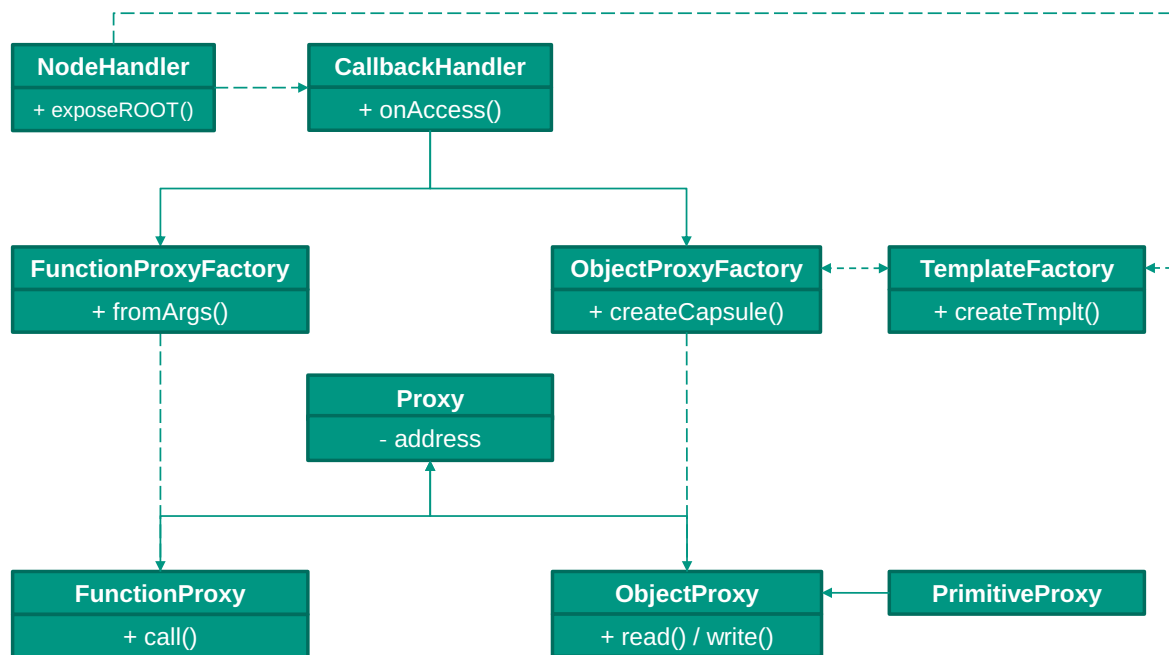 NodeHandler
+ exposeROOT()
CallbackHandler
+ onAccess()
FunctionProxyFactory
+ fromArgs()
ObjectProxyFactory
+ createCapsule()
TemplateFactory
+ createTmplt()
Proxy
- address
FunctionProxy
+ call()
ObjectProxy
+ read() / write()
PrimitiveProxy